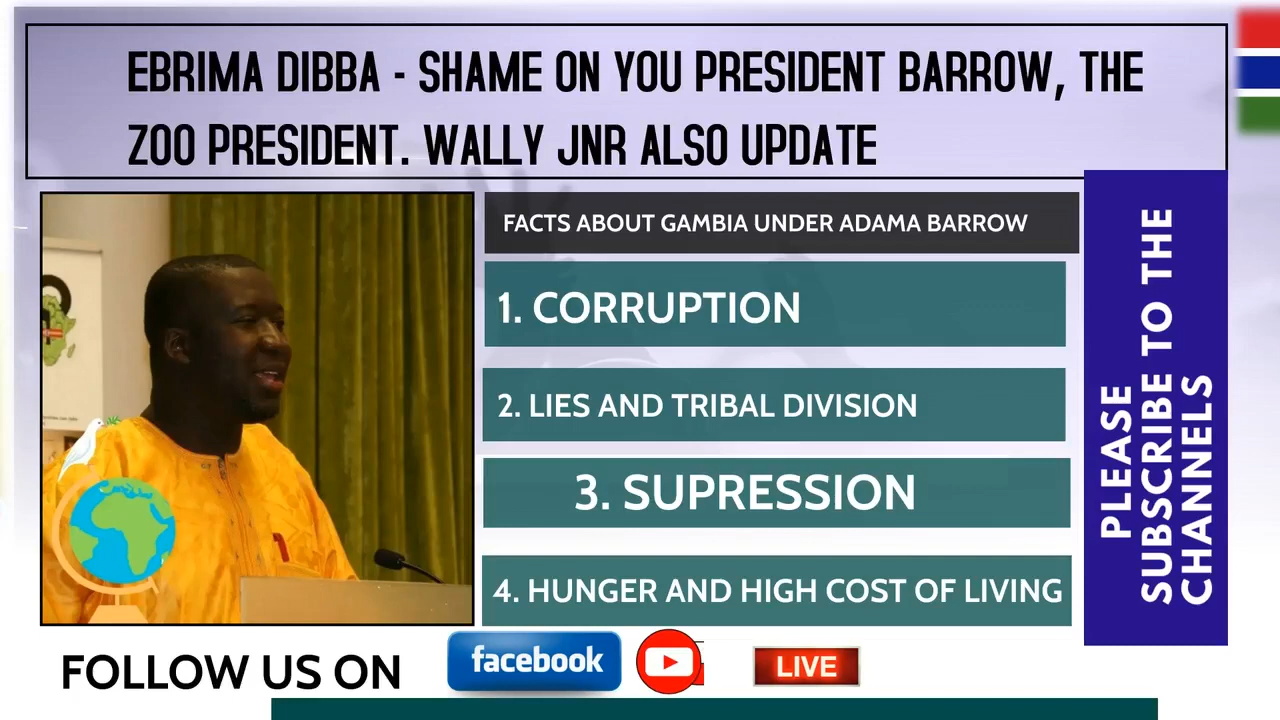 EBRIMA DIBBA - SHAME ON YOU PRESIDENT BARROW, THE
ZOO PRESIDENT. WALLY JNR ALSO UPDATE
FACTS ABOUT GAMBIA UNDER ADAMA BARROW
1. CORRUPTION
2. LIES AND TRIBAL DIVISION
3. SUPRESSION
4. HUNGER AND HIGH COST OF LIVING
PLEASE
SUBSCRIBE TO THE
CHANNELS
FOLLOW US ON
facebook
LIVE